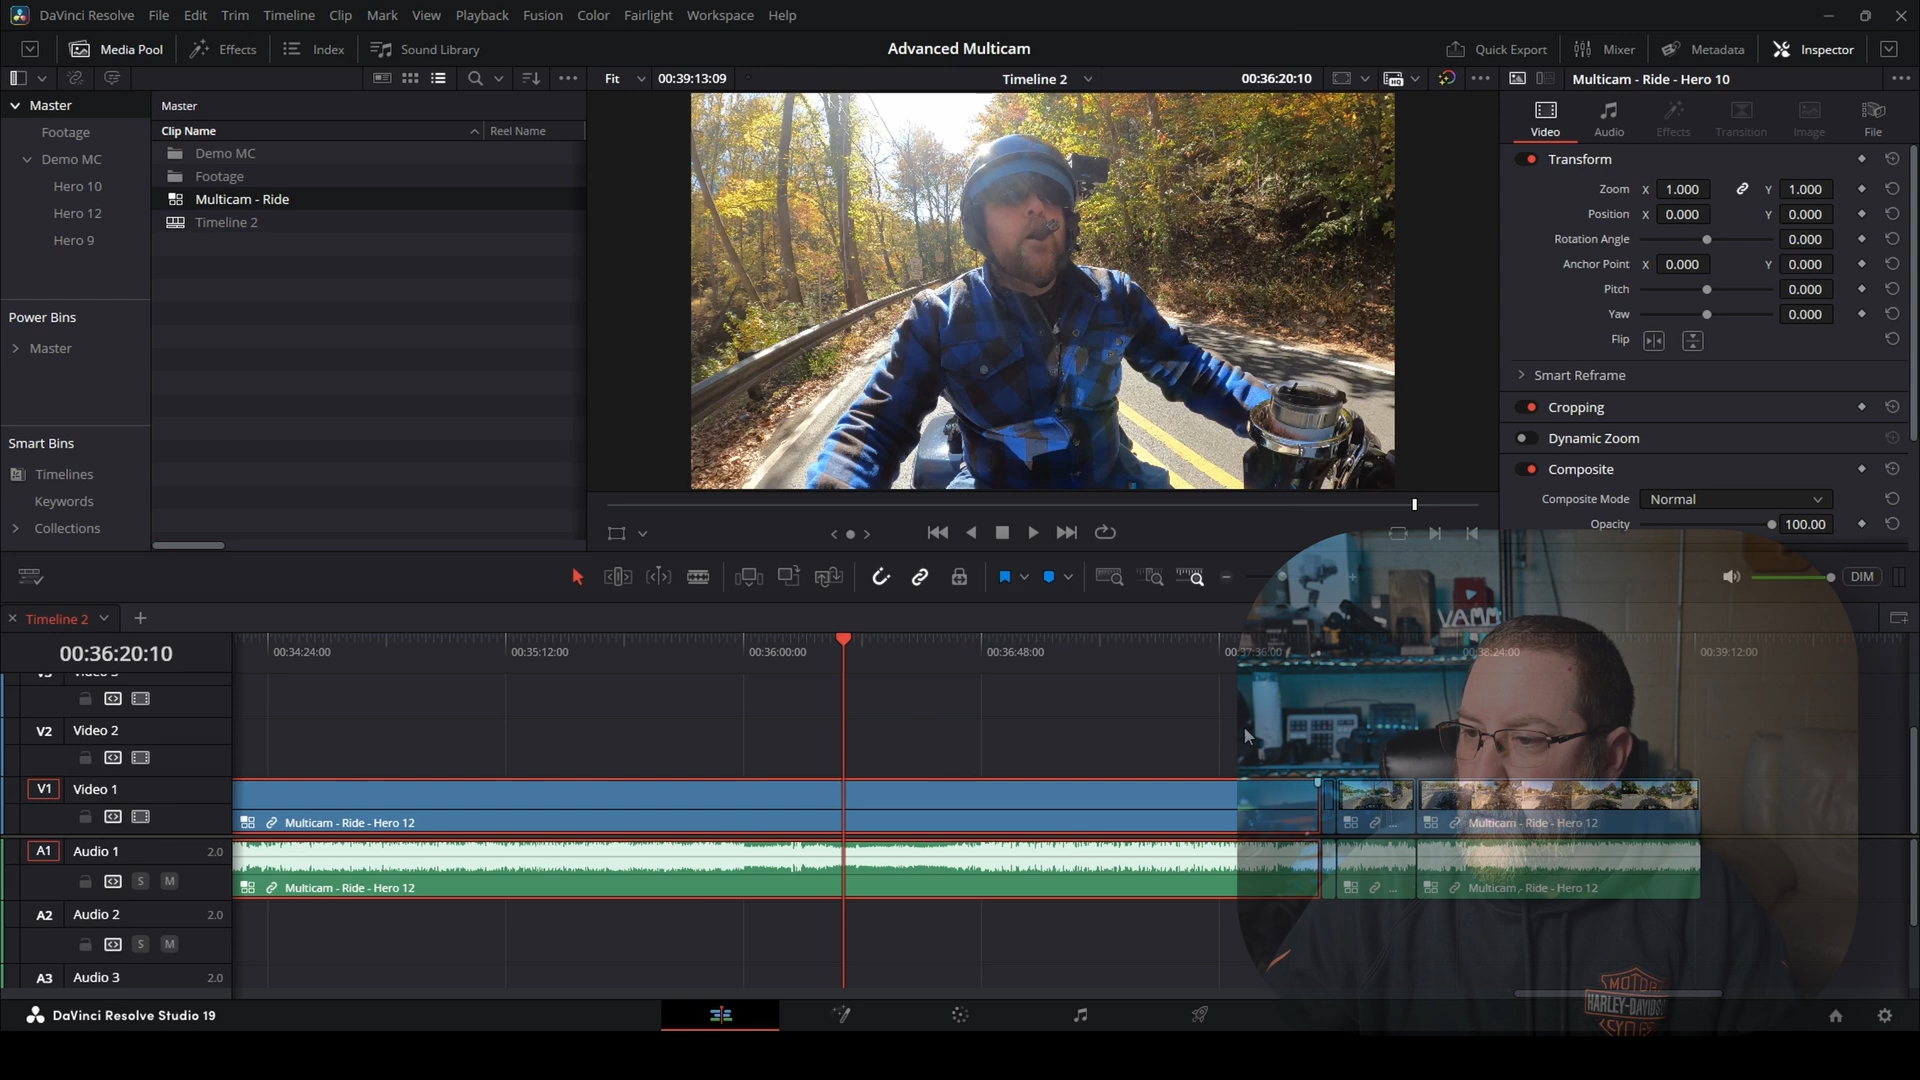 DaVinci Resolve File Edit Trim Timeline Clip Mark View Playback Fusion Color Fairlight Workspace Help
Media Pool Effects Index Sound Library Advanced Multicam Quick Export Mixer Metadata Inspector
Fit 00:39:13:09 Timeline 2 00:36:20:10 Multicam - Ride - Hero 10
Master
Footage
Demo MC
Hero 10
Hero 12
Hero 9
Power Bins
Master
Smart Bins
Timelines
Keywords
Collections
Master
Clip Name Reel Name
Demo MC
Footage
Multicam - Ride
Timeline 2
Video Audio Effects Transition Image File
Transform
Zoom X 1.000 Y 1.000
Position X 0.000 Y 0.000
Rotation Angle 0.000
Anchor Point X 0.000 Y 0.000
Pitch 0.000
Yaw 0.000
Flip
Smart Reframe
Cropping
Dynamic Zoom
Composite
Composite Mode Normal
Opacity 100.00
DIM
Timeline 2
00:36:20:10
00:34:24:00 00:35:12:00 00:36:00:00 00:36:48:00 00:37:36:00 00:38:24:00 00:39:12:00
V2 Video 2
V1 Video 1
Multicam - Ride - Hero 12 ... Multicam - Ride - Hero 12
A1 Audio 1 2.0
S M
Multicam - Ride - Hero 12 ... Multicam - Ride - Hero 12
A2 Audio 2 2.0
S M
A3 Audio 3 2.0
DaVinci Resolve Studio 19
VAMM
MOTOR
HARLEY-DAVIDSON